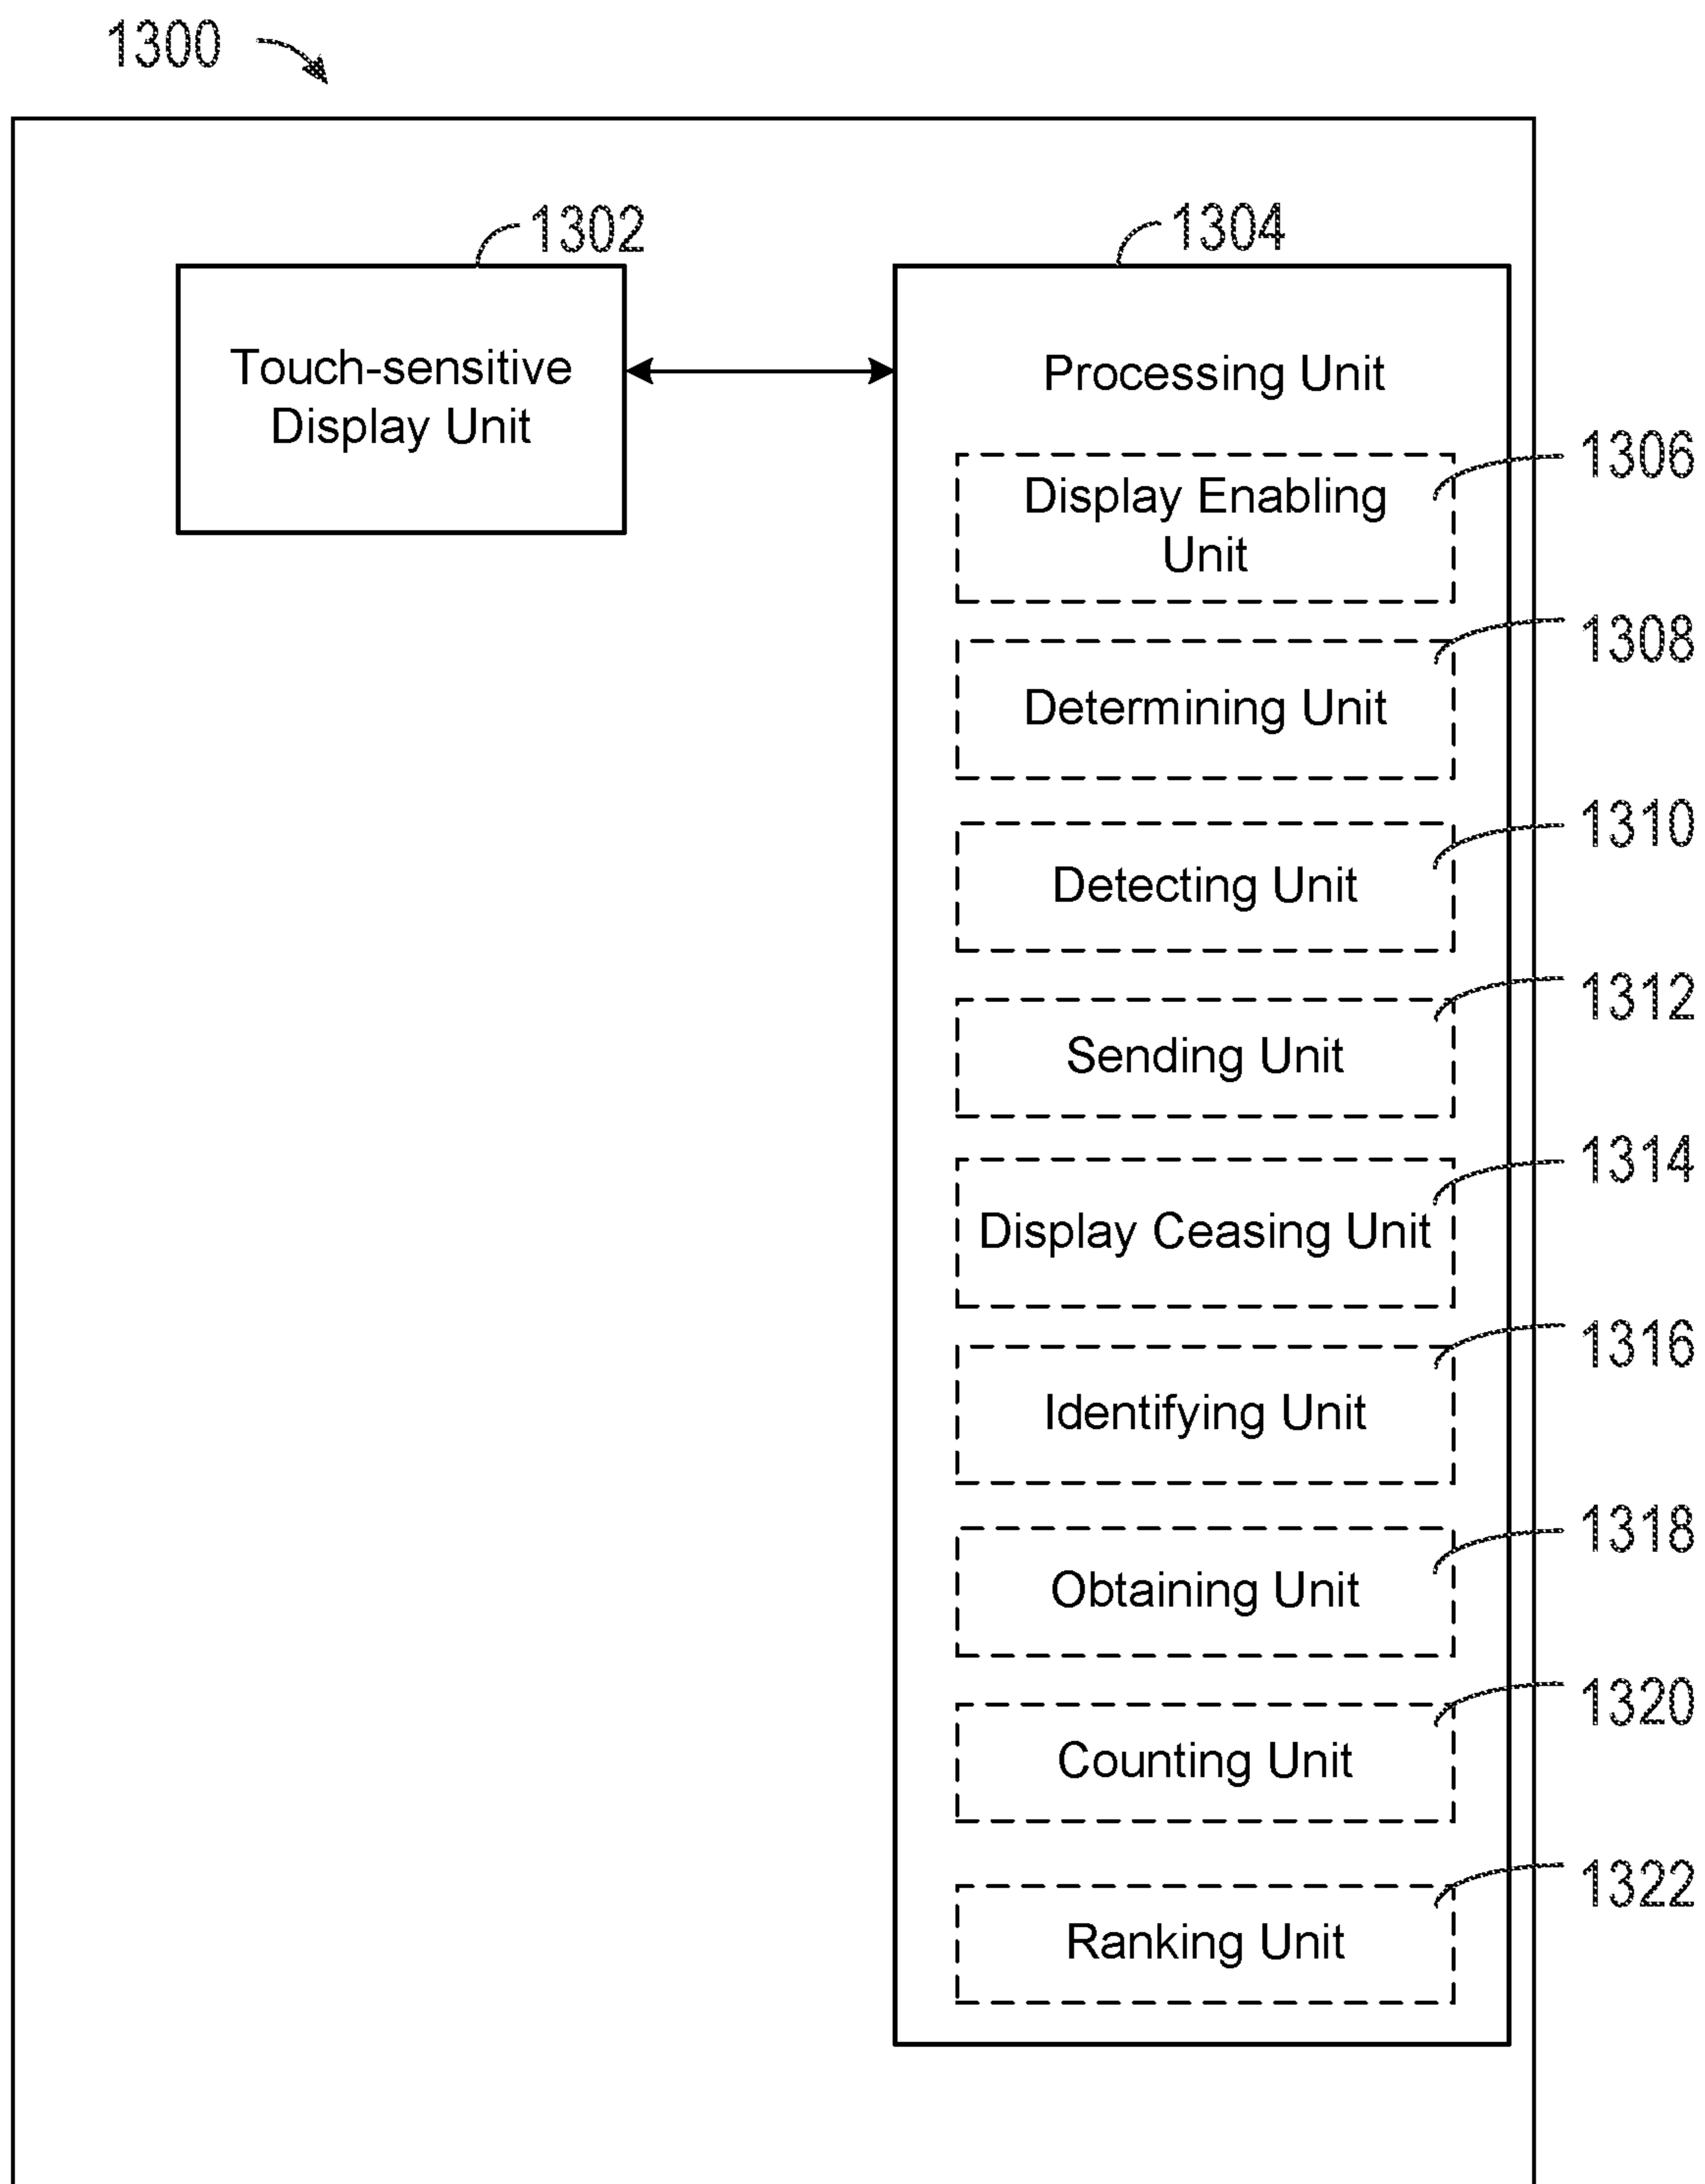 1300
1302
1304
Touch-sensitive
Display Unit
Processing Unit
1306
Display Enabling
Unit
1308
Determining Unit
1310
Detecting Unit
1312
Sending Unit
1314
Display Ceasing Unit
1316
Identifying Unit
1318
Obtaining Unit
1320
Counting Unit
1322
Ranking Unit